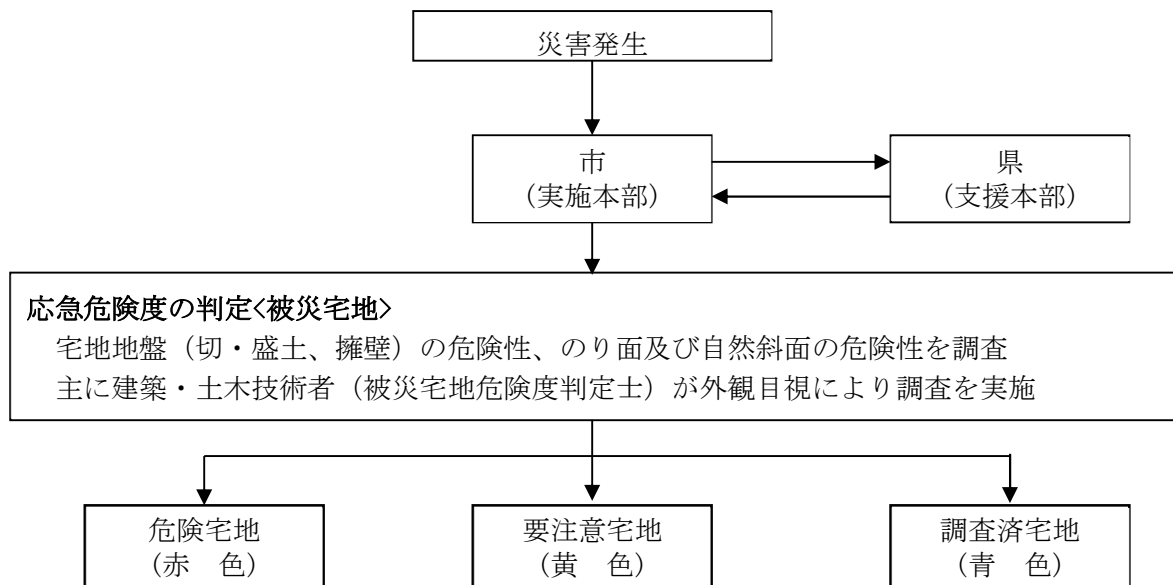 災害発生
市
(実施本部)
県
(支援本部)
応急危険度の判定<被災宅地>
宅地地盤（切・盛土、擁壁）の危険性、のり面及び自然斜面の危険性を調査
主に建築・土木技術者（被災宅地危険度判定士）が外観目視により調査を実施
危険宅地
(赤　色)
要注意宅地
(黄　色)
調査済宅地
(青　色)